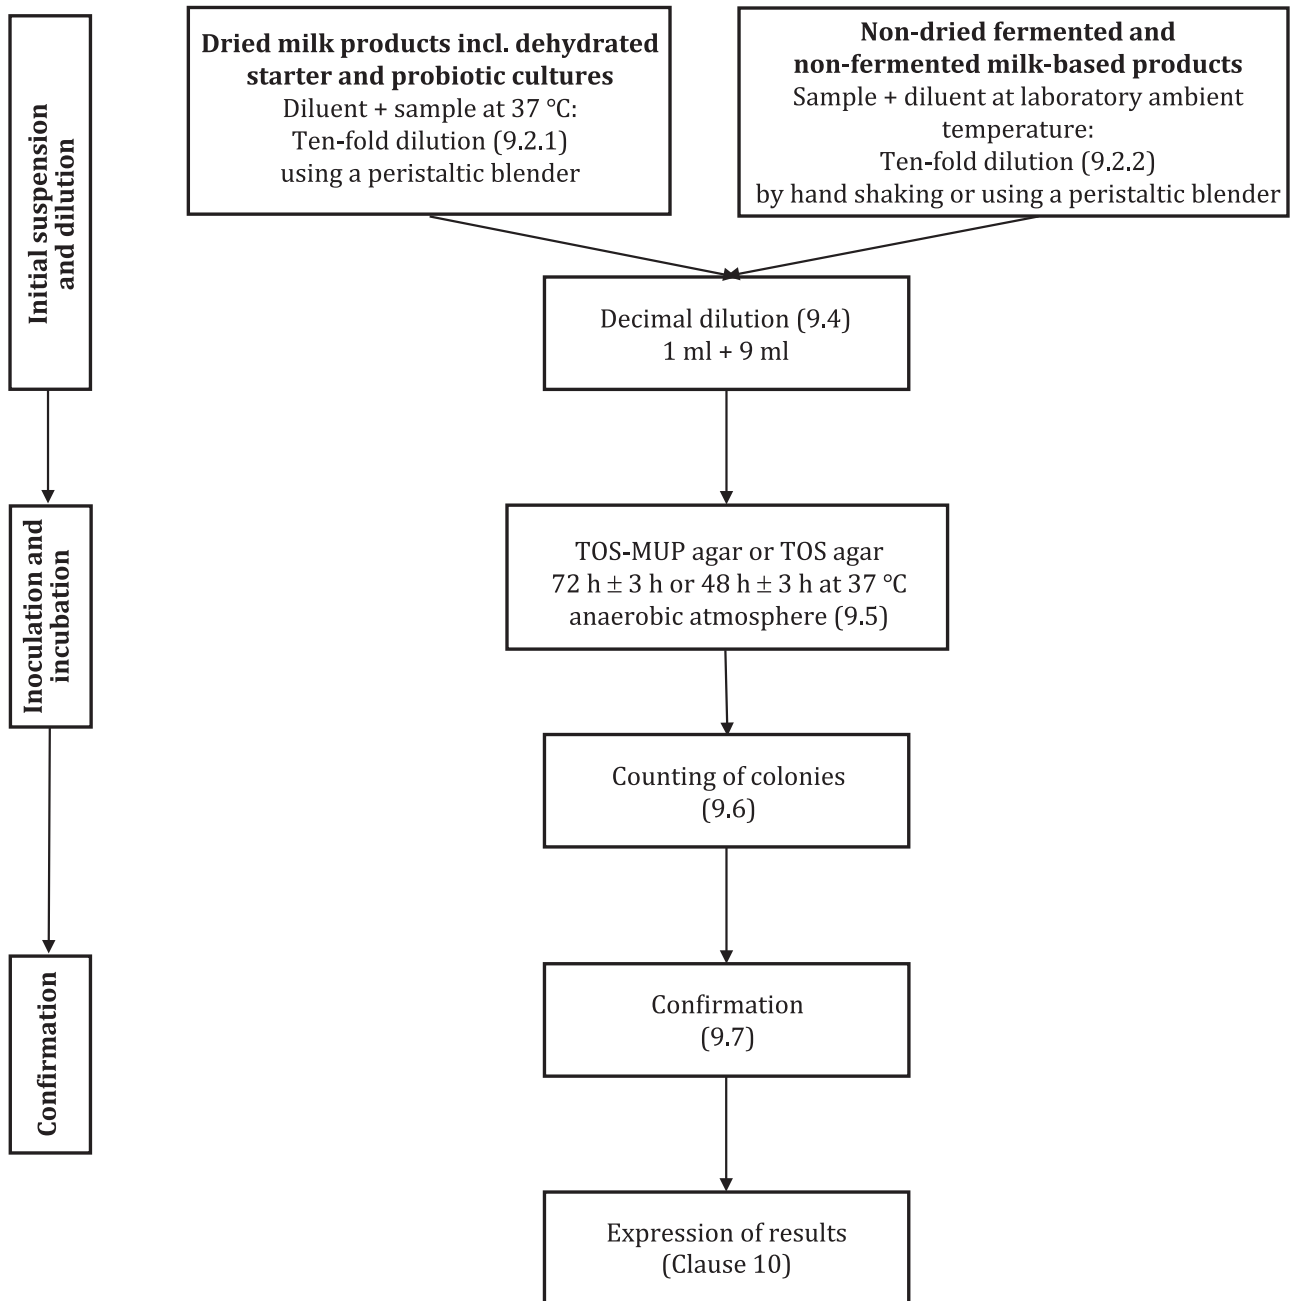 Initial suspension
and dilution
Dried milk products incl. dehydrated
starter and probiotic cultures
Diluent + sample at 37 °C:
Ten-fold dilution (9.2.1)
using a peristaltic blender
Non-dried fermented and
non-fermented milk-based products
Sample + diluent at laboratory ambient
temperature:
Ten-fold dilution (9.2.2)
by hand shaking or using a peristaltic blender
Decimal dilution (9.4)
1 ml + 9 ml
Inoculation and
incubation
TOS-MUP agar or TOS agar
72 h ± 3 h or 48 h ± 3 h at 37 °C
anaerobic atmosphere (9.5)
Counting of colonies
(9.6)
Confirmation
Confirmation
(9.7)
Expression of results
(Clause 10)